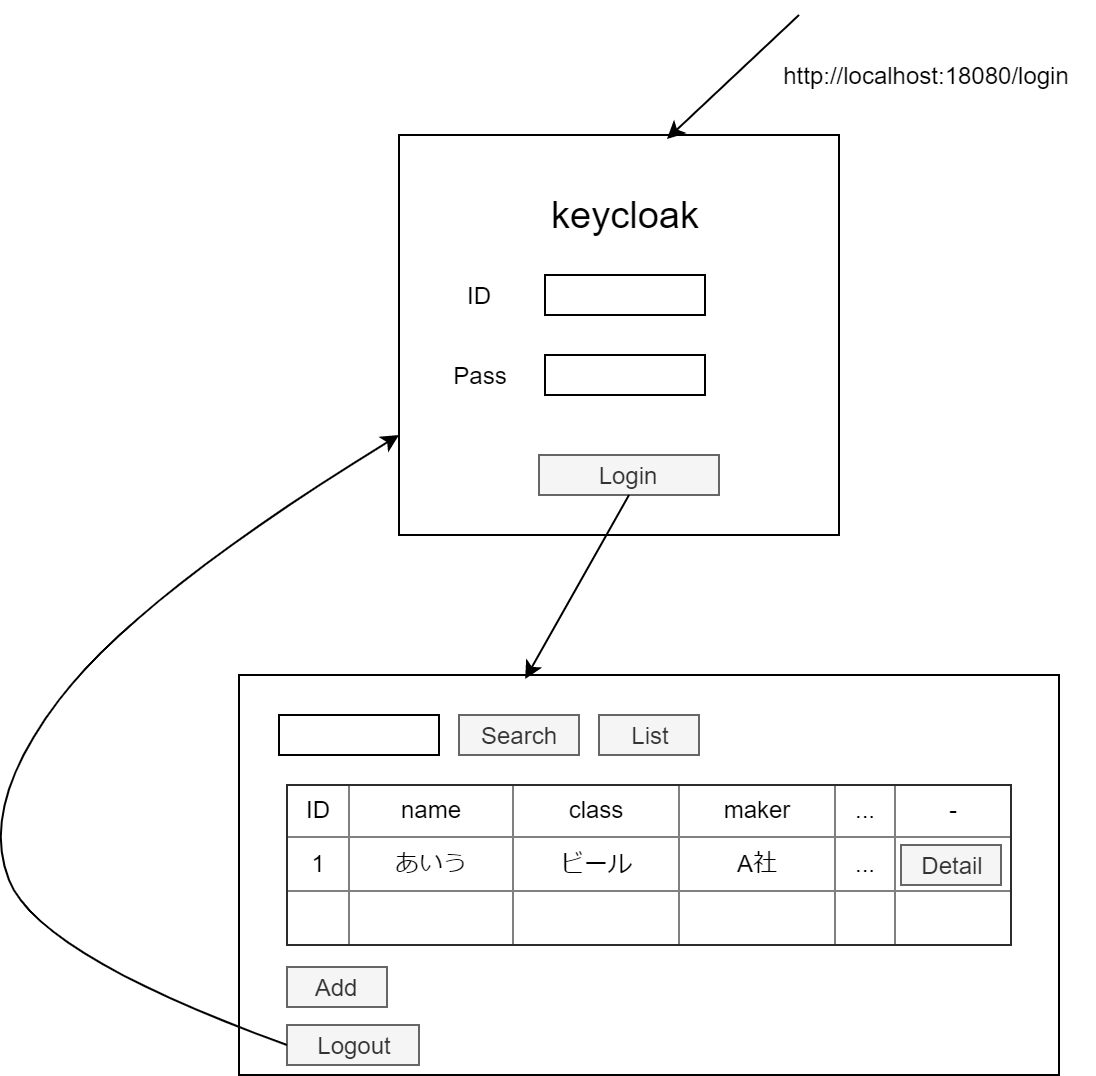 http://localhost:18080/login
keycloak
ID
Pass
Login
Search List
ID name class maker ... -
1 あいう ビール A社 ... Detail
Add
Logout